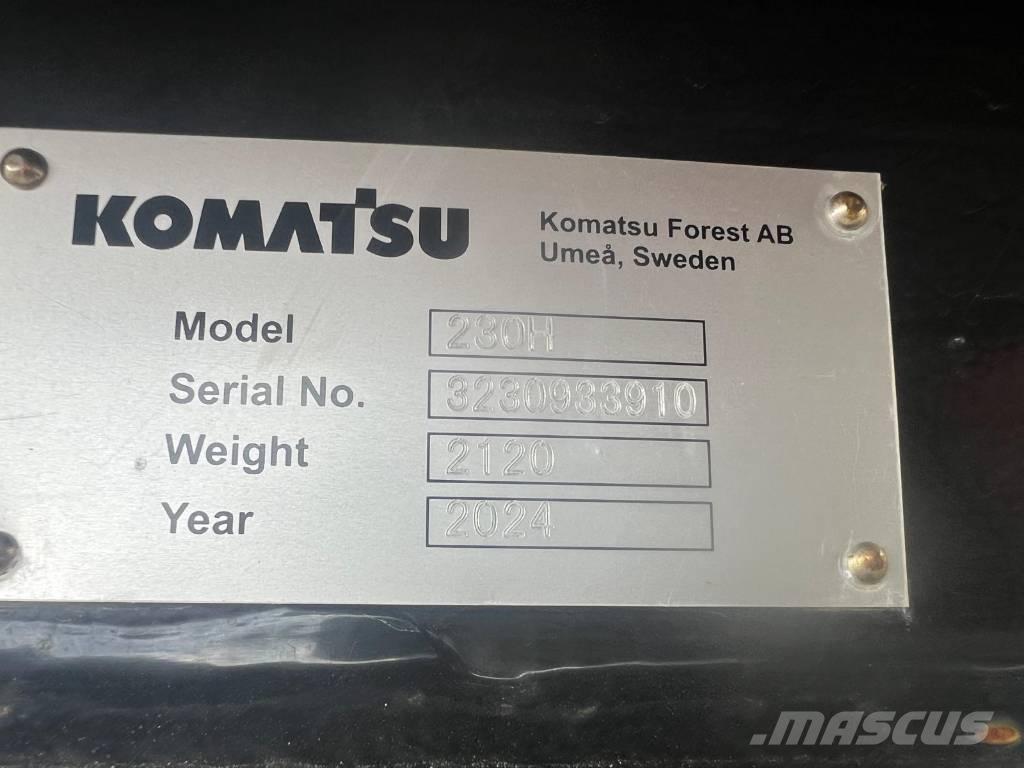 KOMATSU
Komatsu Forest AB
Umeå, Sweden
Model 230H
Serial No. 3230933910
Weight 2120
Year 2024
MASCUS